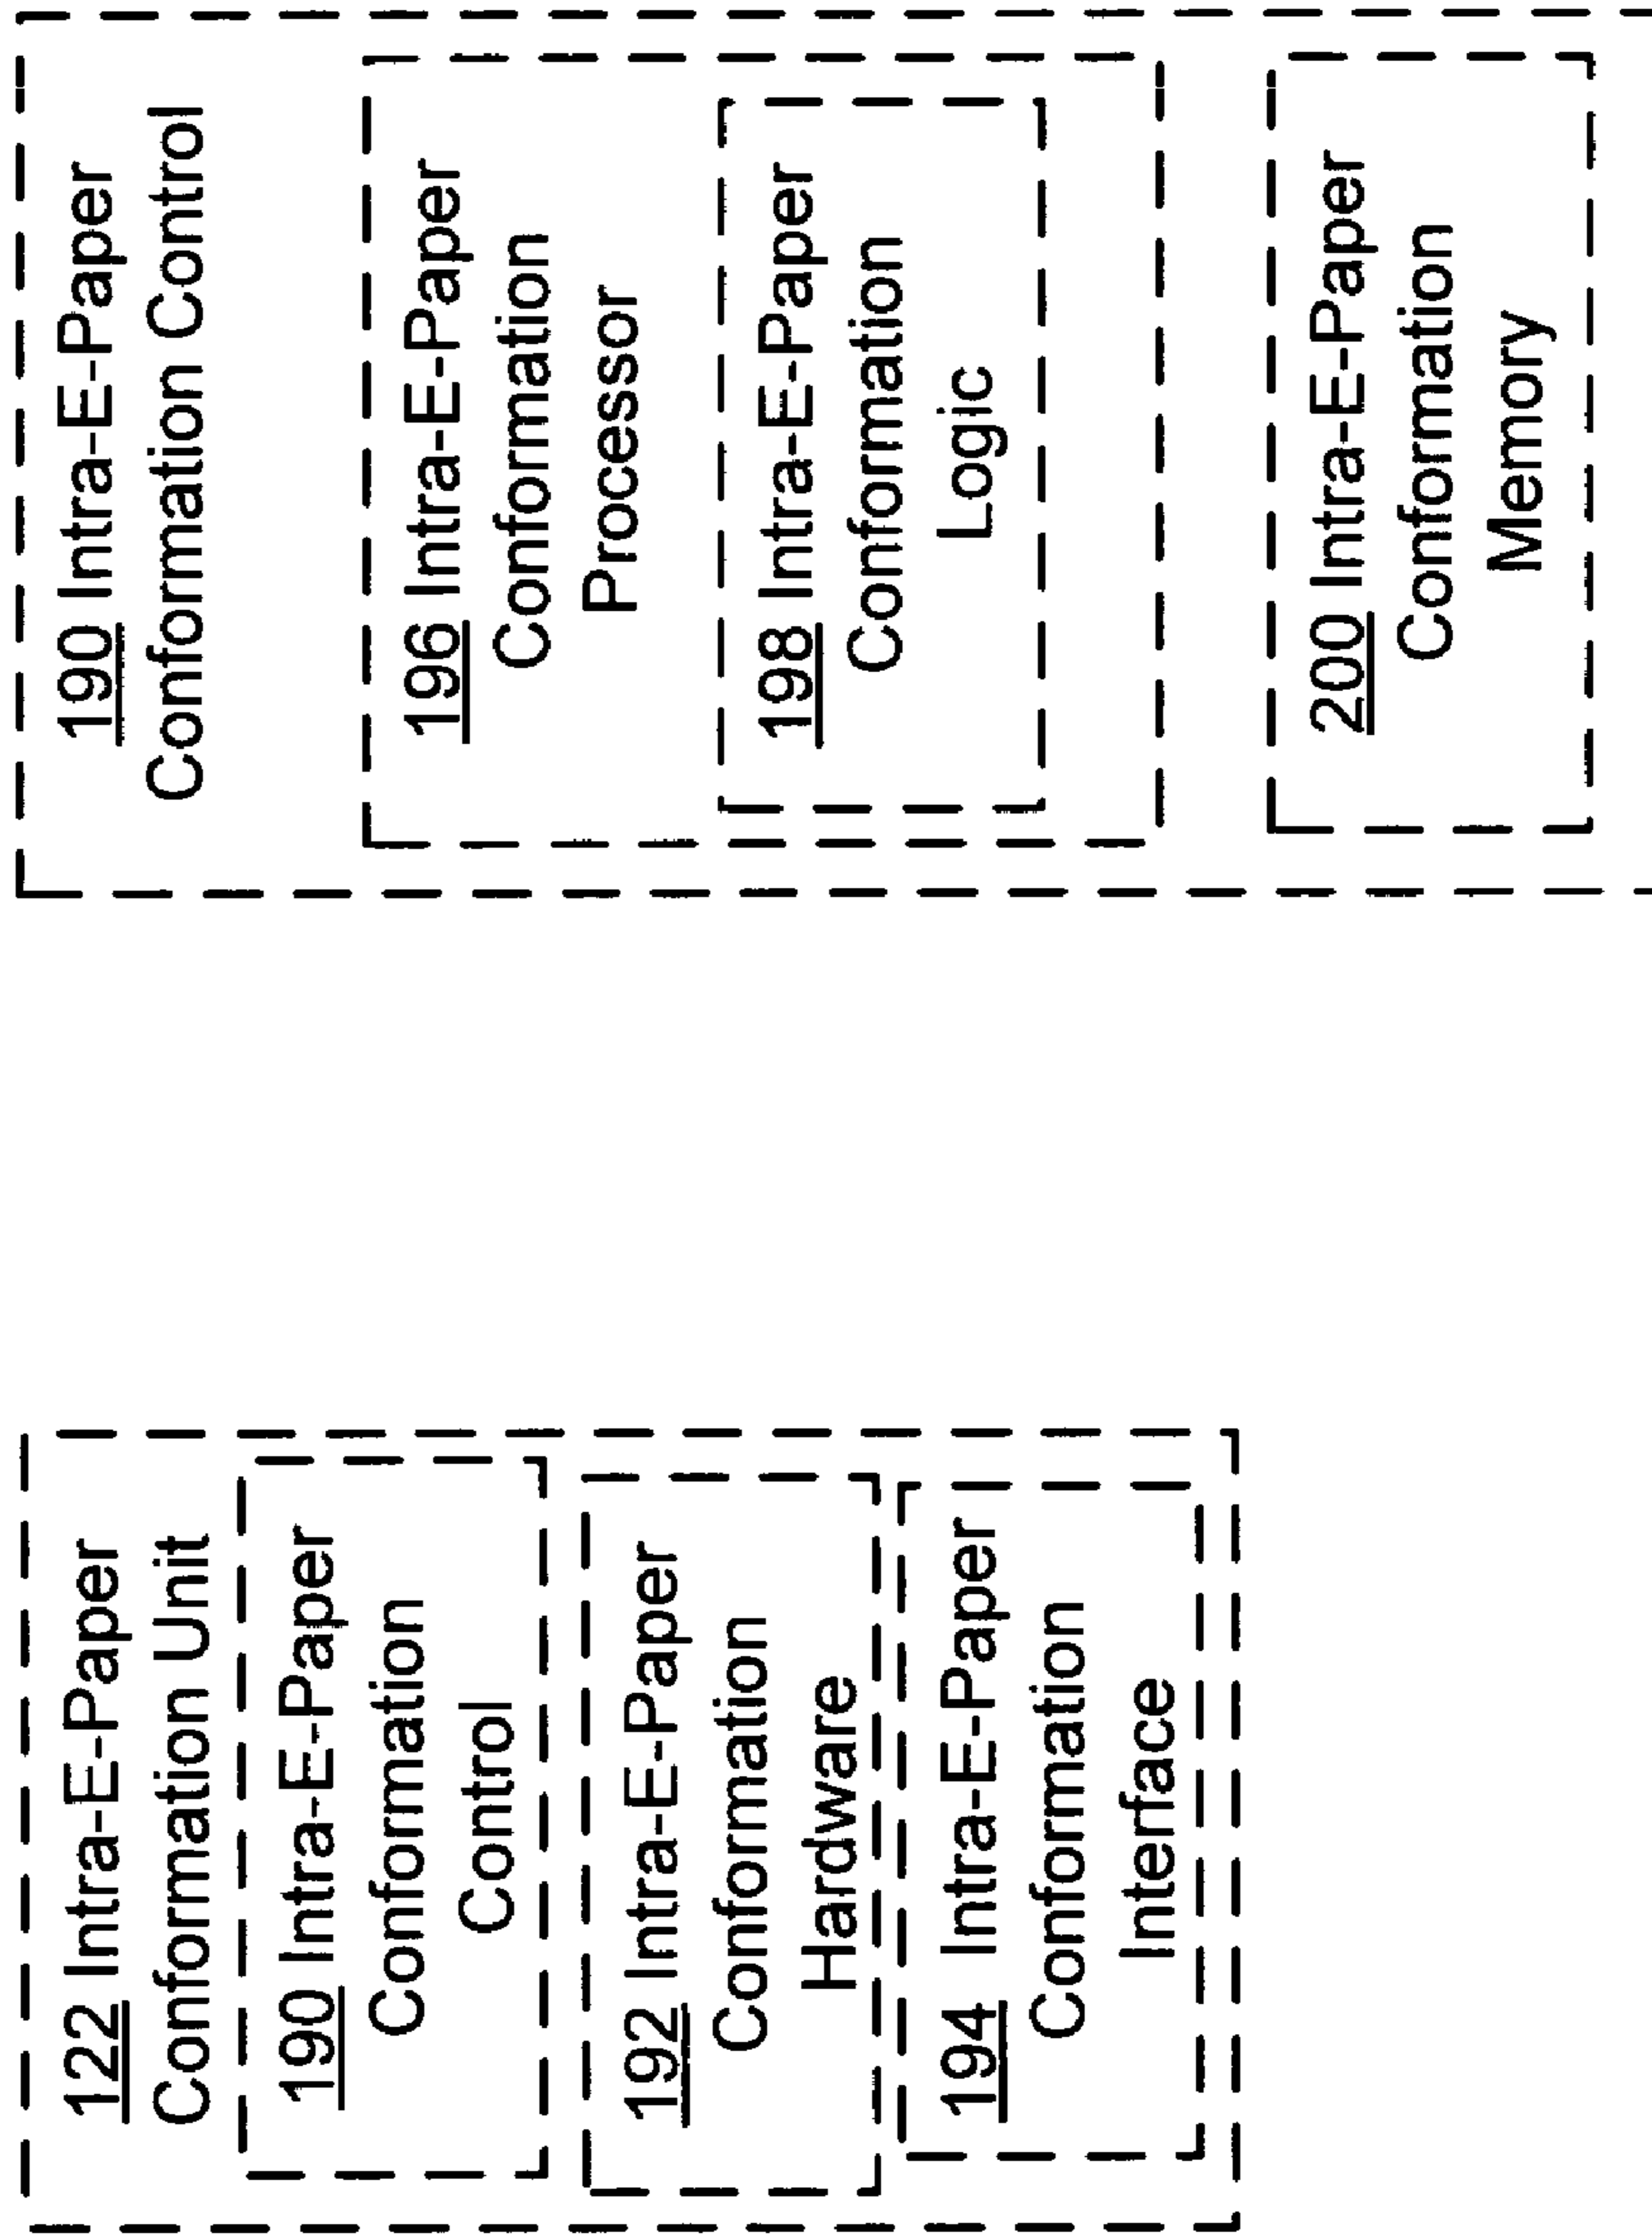 122 Intra-E-Paper
Conformation Unit
190 Intra-E-Paper
Conformation
Control
192 Intra-E-Paper
Conformation
Hardware
194 Intra-E-Paper
Conformation
Interface
190 Intra-E-Paper
Conformation Control
196 Intra-E-Paper
Conformation
Processor
198 Intra-E-Paper
Conformation
Logic
200 Intra-E-Paper
Conformation
Memory